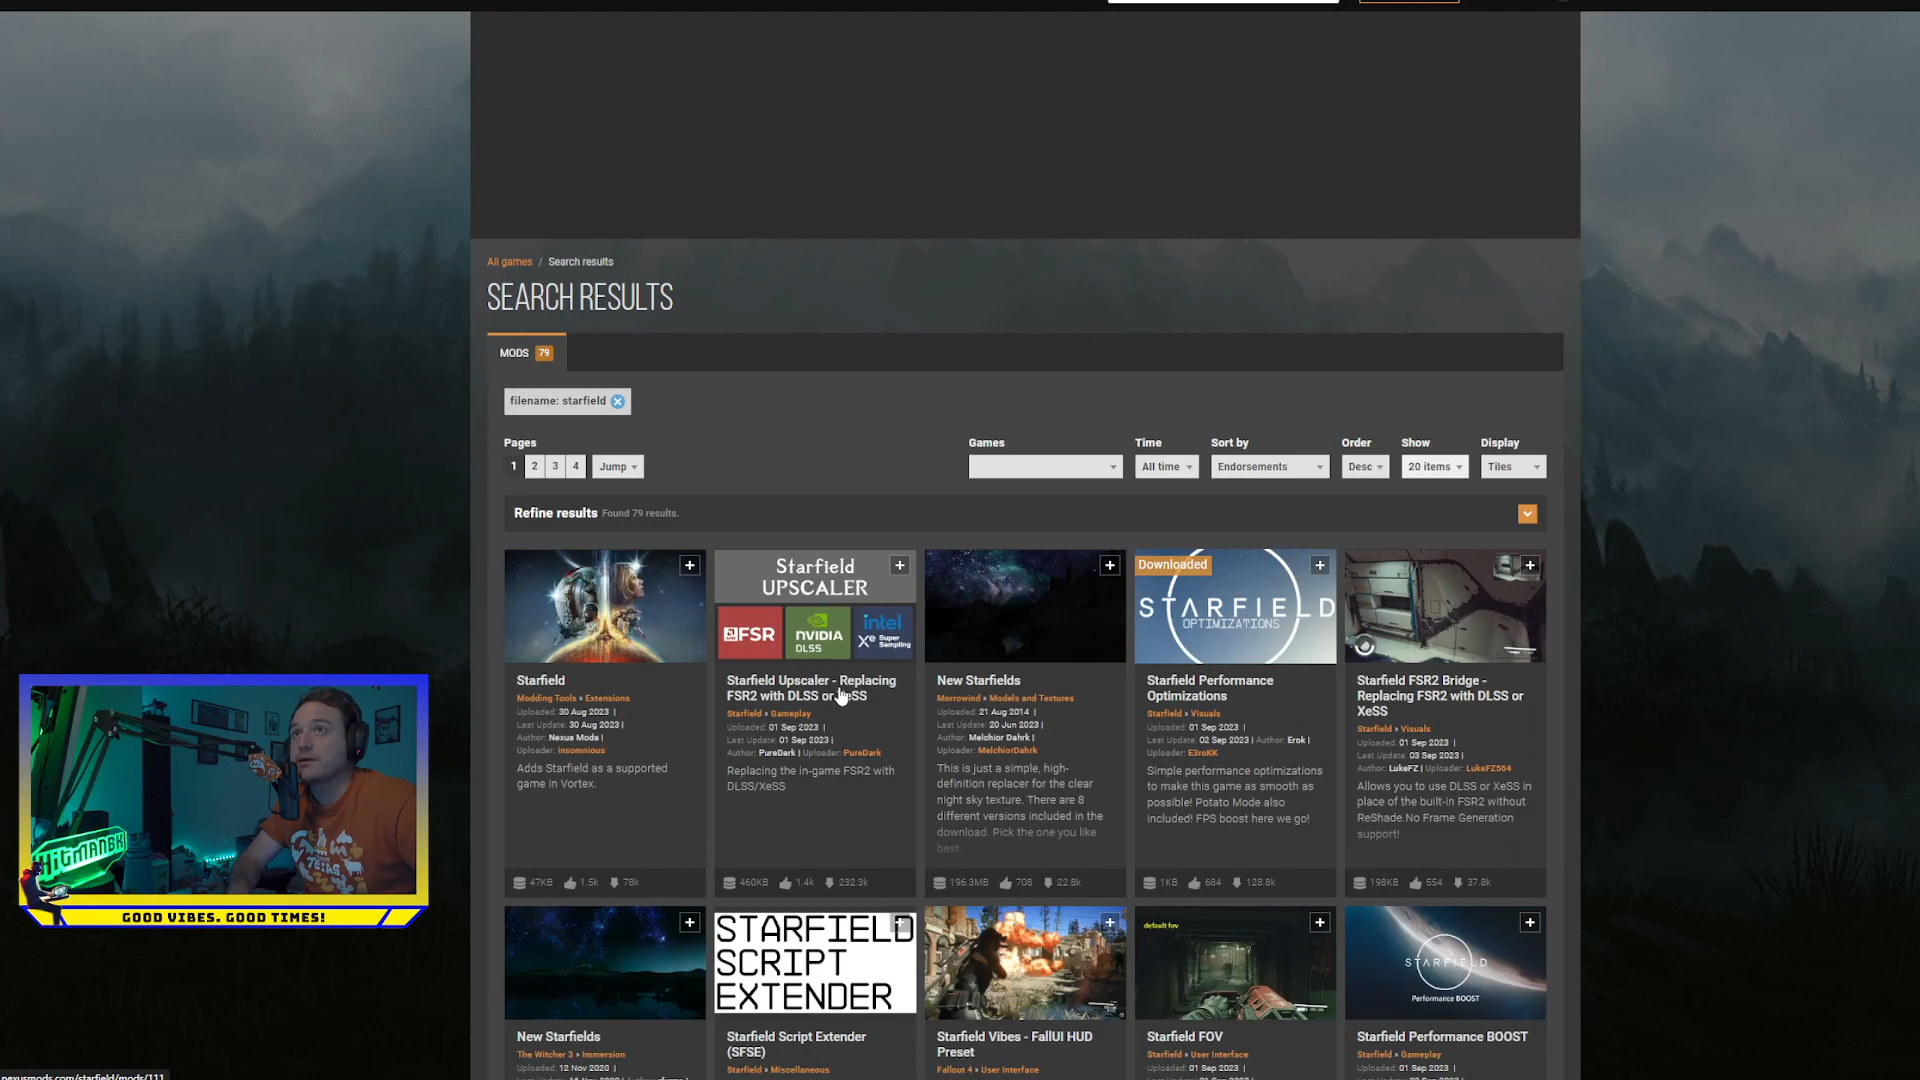 All games / Search results
SEARCH RESULTS
MODS 79
filename: starfield
Pages
1 2 3 4 Jump
Games
Time
All time
Sort by
Endorsements
Order
Desc
Show
20 items
Display
Tiles
Refine results Found 79 results.
Starfield
Modding Tools » Extensions
Uploaded: 30 Aug 2023 |
Last Update: 30 Aug 2023 |
Author: Nexus Mods |
Uploader: insomnious
Adds Starfield as a supported
game in Vortex.
47KB 1.5k 78k
Starfield
UPSCALER
FSR
NVIDIA
DLSS
intel
Xe Super
Sampling
Starfield Upscaler - Replacing
FSR2 with DLSS or XeSS
Starfield » Gameplay
Uploaded: 01 Sep 2023 |
Last Update: 01 Sep 2023 |
Author: PureDark | Uploader: PureDark
Replacing the in-game FSR2 with
DLSS/XeSS
460KB 1.4k 232.3k
New Starfields
Morrowind » Models and Textures
Uploaded: 21 Aug 2014 |
Last Update: 20 Jun 2023 |
Author: Melchior Dahrk |
Uploader: MelchiorDahrk
This is just a simple, high-
definition replacer for the clear
night sky texture. There are 8
different versions included in the
download. Pick the one you like
best.
196.3MB 708 22.8k
Downloaded
STARFIELD
OPTIMIZATIONS
Starfield Performance
Optimizations
Starfield » Visuals
Uploaded: 01 Sep 2023 |
Last Update: 02 Sep 2023 | Author: Erok |
Uploader: E3roKK
Simple performance optimizations
to make this game as smooth as
possible! Potato Mode also
included! FPS boost here we go!
1KB 684 128.8k
Starfield FSR2 Bridge -
Replacing FSR2 with DLSS or
XeSS
Starfield » Visuals
Uploaded: 01 Sep 2023 |
Last Update: 03 Sep 2023 |
Author: LukeFZ | Uploader: LukeFZ564
Allows you to use DLSS or XeSS in
place of the built-in FSR2 without
ReShade.No Frame Generation
support!
198KB 554 37.8k
HitmanBK
GOOD VIBES. GOOD TIMES!
New Starfields
The Witcher 3 » Immersion
Uploaded: 12 Nov 2020 |
STARFIELD
SCRIPT
EXTENDER
Starfield Script Extender
(SFSE)
Starfield » Miscellaneous
Starfield Vibes - FallUI HUD
Preset
Fallout 4 » User Interface
default fov
Starfield FOV
Starfield » User Interface
Uploaded: 01 Sep 2023 |
STARFIELD
Performance BOOST
Starfield Performance BOOST
Starfield » Gameplay
Uploaded: 01 Sep 2023 |
nexusmods.com/starfield/mods/111